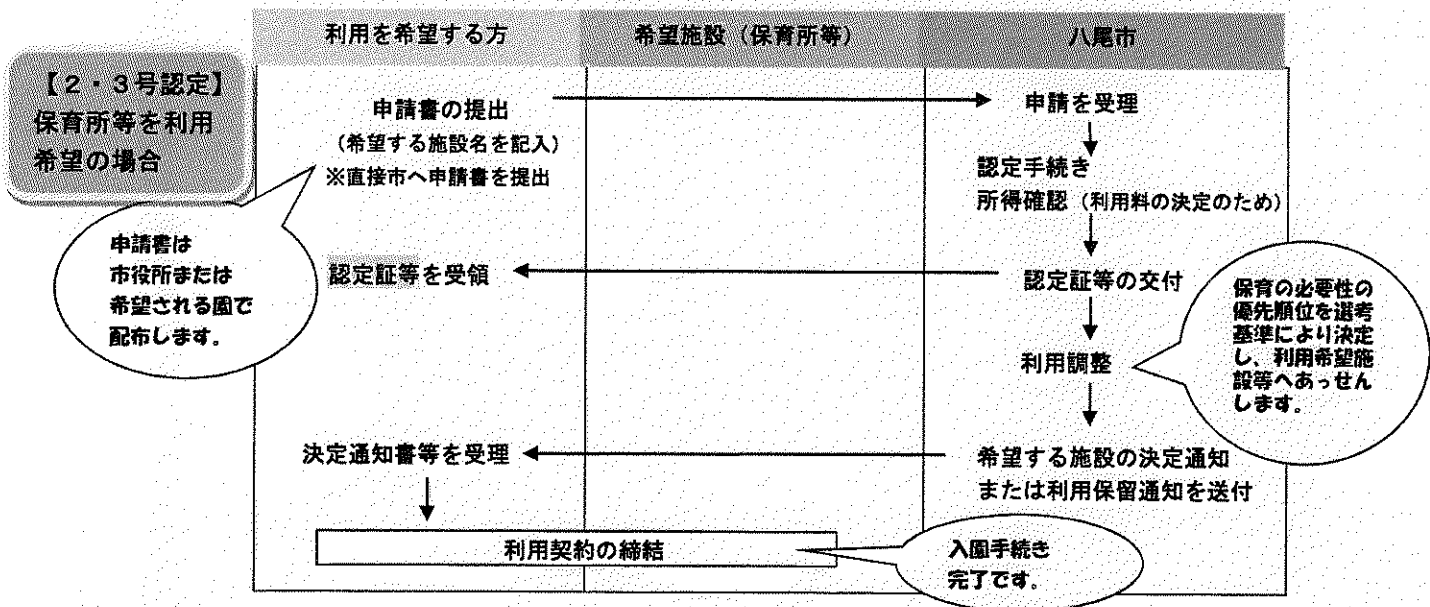 利用を希望する方
希望施設（保育所等）
八尾市
【２・３号認定】
保育所等を利用
希望の場合
申請書の提出
（希望する施設名を記入）
※直接市へ申請書を提出
申請を受理
認定手続き
所得確認（利用料の決定のため）
申請書は
市役所または
希望される園で
配布します。
認定証等を受領
認定証等の交付
保育の必要性の
優先順位を選考
基準により決定
し、利用希望施
設等へあっせん
します。
利用調整
決定通知書等を受理
希望する施設の決定通知
または利用保留通知を送付
利用契約の締結
入園手続き
完了です。